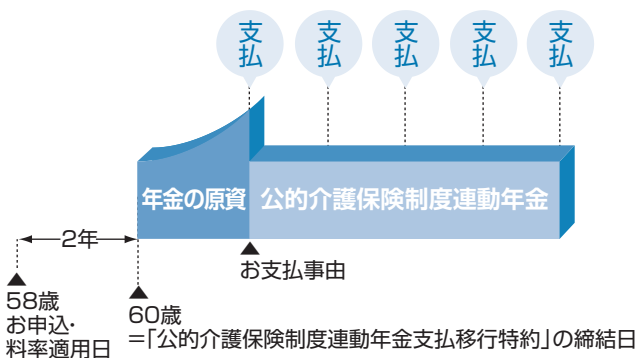 支払
支払
支払
支払
支払
年金の原資
公的介護保険制度連動年金
2年
お支払事由
58歳
お申込・
料率適用日
60歳
=「公的介護保険制度連動年金支払移行特約」の締結日